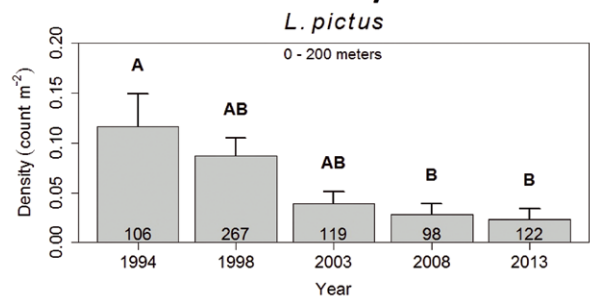 L. pictus
0 - 200 meters
Density (count m⁻²)
0.20
0.15
0.10
0.05
0.00
A
AB
AB
B
B
106
267
119
98
122
1994
1998
2003
2008
2013
Year